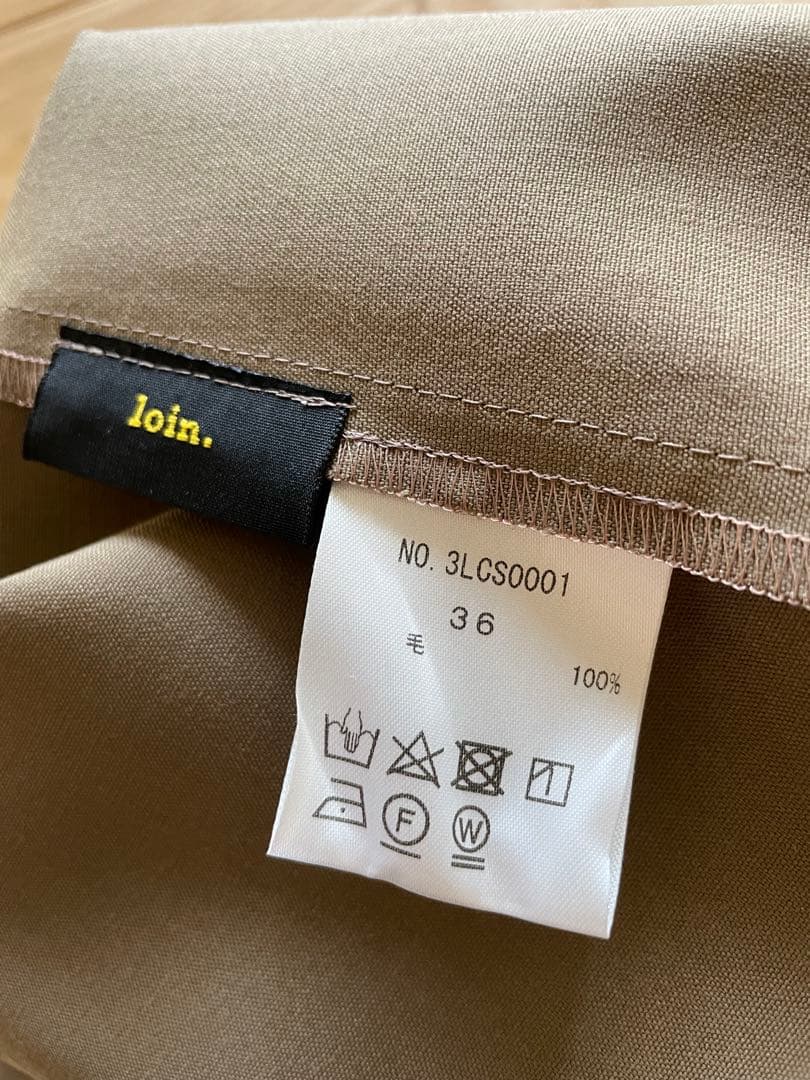 loin.
NO. 3LCS0001
36
毛 100%
F W